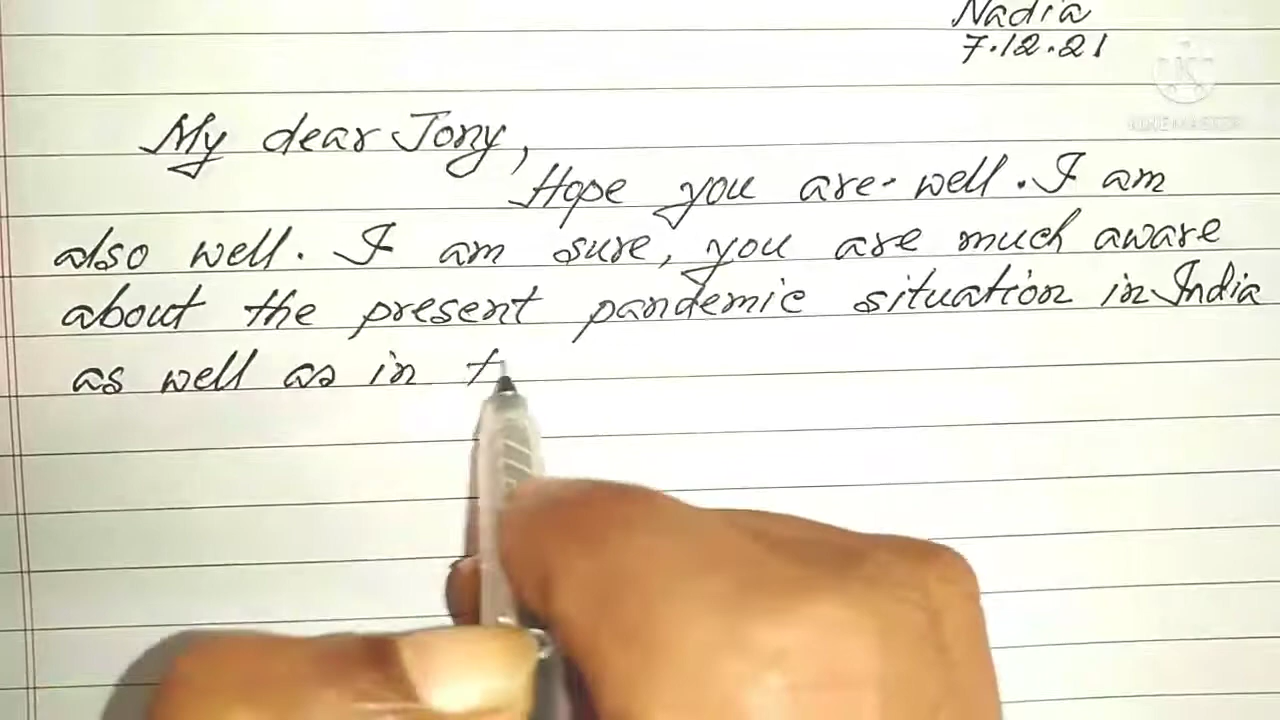 Nadia
7.12.21
KINEMASTER
My dear Jony,
Hope you are well. I am
also well. I am sure, you are much aware
about the present pandemic situation in India
as well as in t